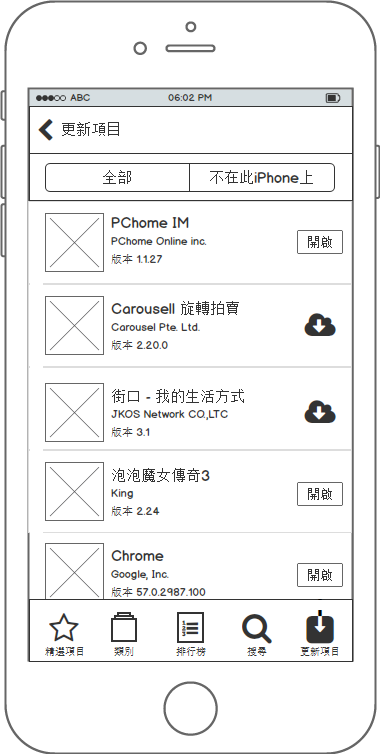 ABC 06:02 PM
更新項目
全部 不在此iPhone上
PChome IM
PChome Online inc.
版本 1.1.27
開啟
Carousell 旋轉拍賣
Carousel Pte. Ltd.
版本 2.20.0
街口 - 我的生活方式
JKOS Network CO,LTC
版本 3.1
泡泡魔女傳奇3
King
版本 2.24
開啟
Chrome
Google, Inc.
版本 57.0.2987.100
開啟
精選項目 類別 排行榜 搜尋 更新項目